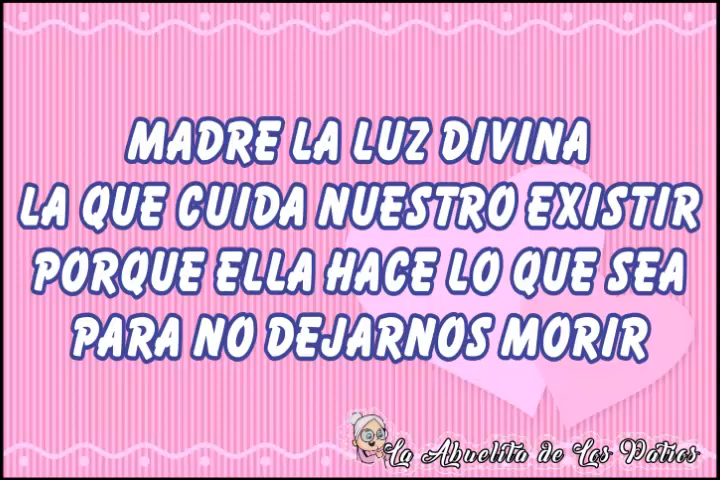 MADRE LA LUZ DIVINA
LA QUE CUIDA NUESTRO EXISTIR
PORQUE ELLA HACE LO QUE SEA
PARA NO DEJARNOS MORIR
La Abuelita de Los Patios